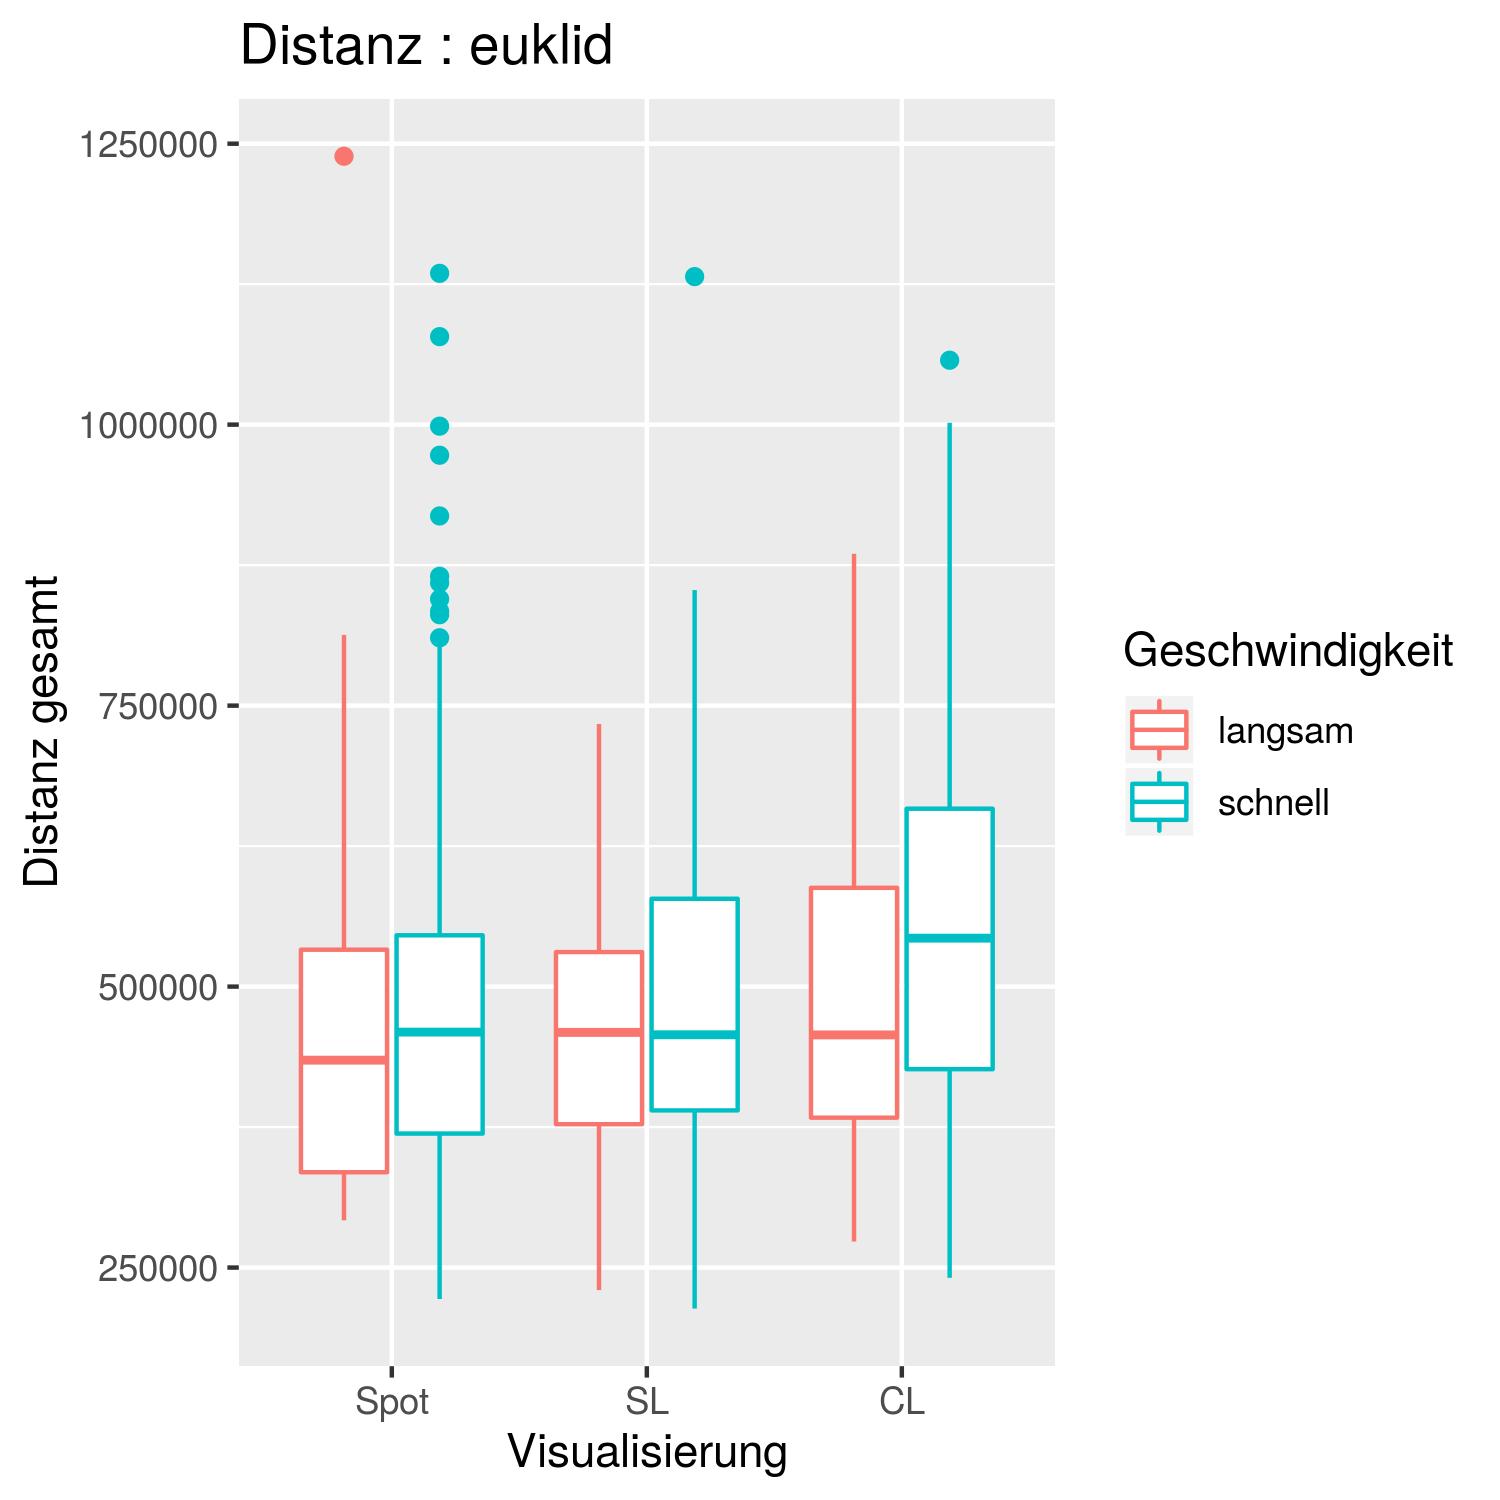 Distanz : euklid
1250000
1000000
750000
500000
250000
Distanz gesamt
Spot
SL
CL
Visualisierung
Geschwindigkeit
langsam
schnell